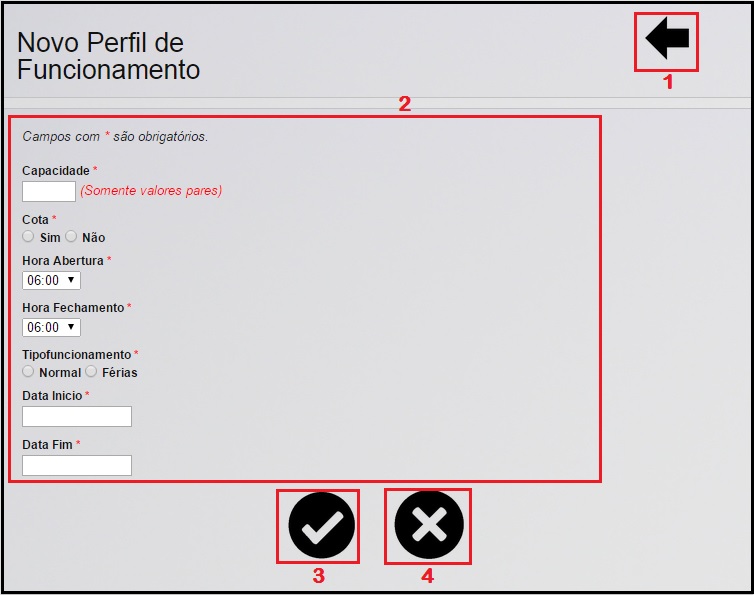 Novo Perfil de
Funcionamento
1
2
Campos com * são obrigatórios.
Capacidade *
(Somente valores pares)
Cota *
Sim Não
Hora Abertura *
06:00
Hora Fechamento *
06:00
Tipofuncionamento *
Normal Férias
Data Inicio *
Data Fim *
3 4